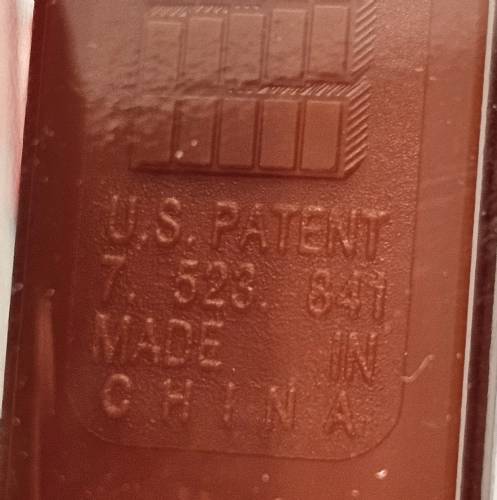 U.S. PATENT
7. 523. 841
MADE IN
CHINA